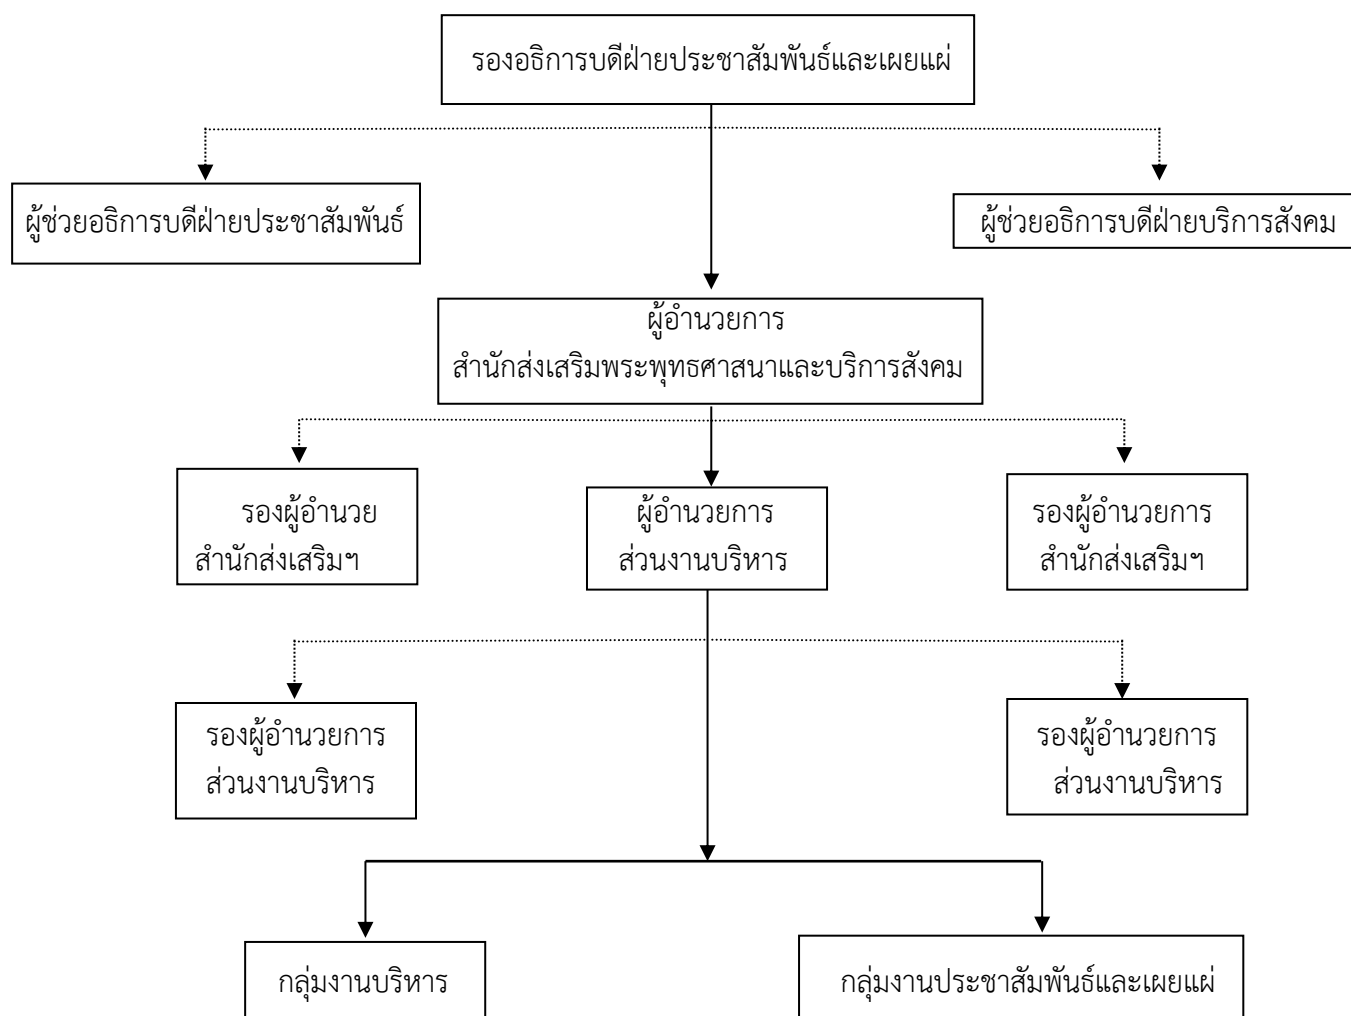 รองอธิการบดีฝ่ายประชาสัมพันธ์และเผยแผ่
ผู้ช่วยอธิการบดีฝ่ายประชาสัมพันธ์
ผู้ช่วยอธิการบดีฝ่ายบริการสังคม
ผู้อำนวยการ
สำนักส่งเสริมพระพุทธศาสนาและบริการสังคม
รองผู้อำนวย
สำนักส่งเสริมฯ
ผู้อำนวยการ
ส่วนงานบริหาร
รองผู้อำนวยการ
สำนักส่งเสริมฯ
รองผู้อำนวยการ
ส่วนงานบริหาร
รองผู้อำนวยการ
ส่วนงานบริหาร
กลุ่มงานบริหาร
กลุ่มงานประชาสัมพันธ์และเผยแผ่